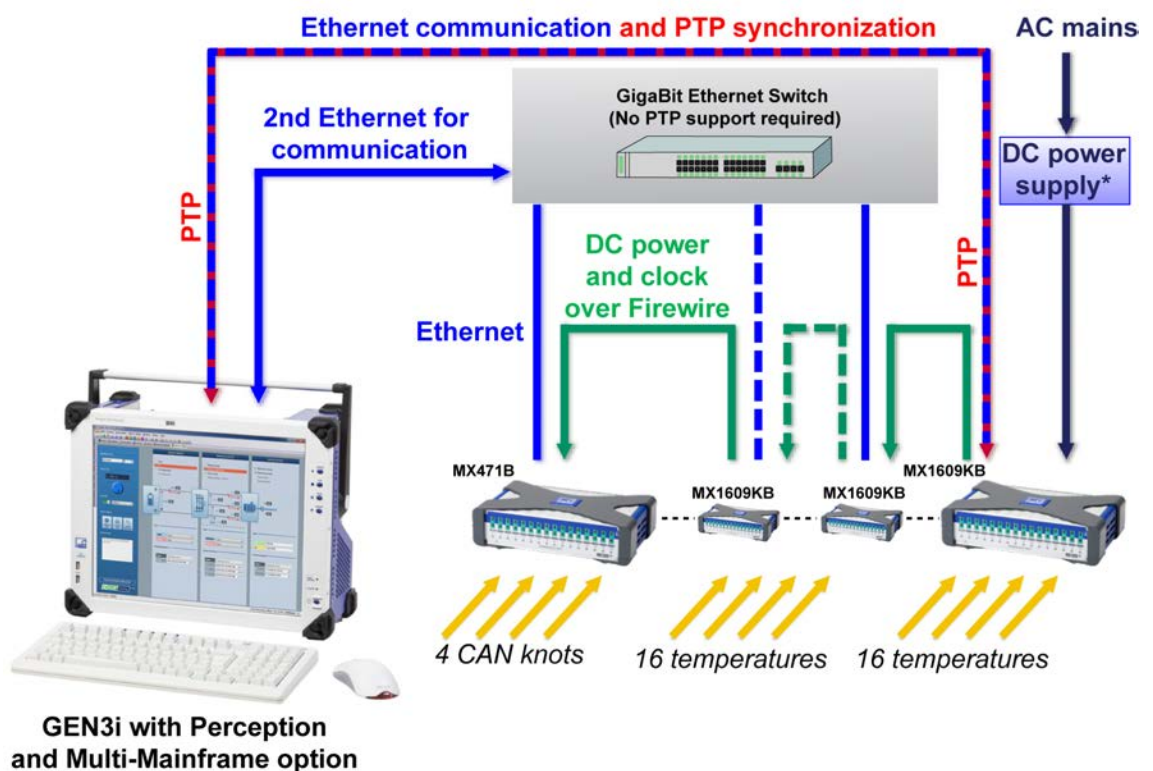 Ethernet communication and PTP synchronization
AC mains
GigaBit Ethernet Switch
(No PTP support required)
2nd Ethernet for
communication
DC power
supply*
PTP
PTP
DC power
and clock
over Firewire
Ethernet
MX471B
MX1609KB
MX1609KB
MX1609KB
4 CAN knots
16 temperatures
16 temperatures
GEN3i with Perception
and Multi-Mainframe option